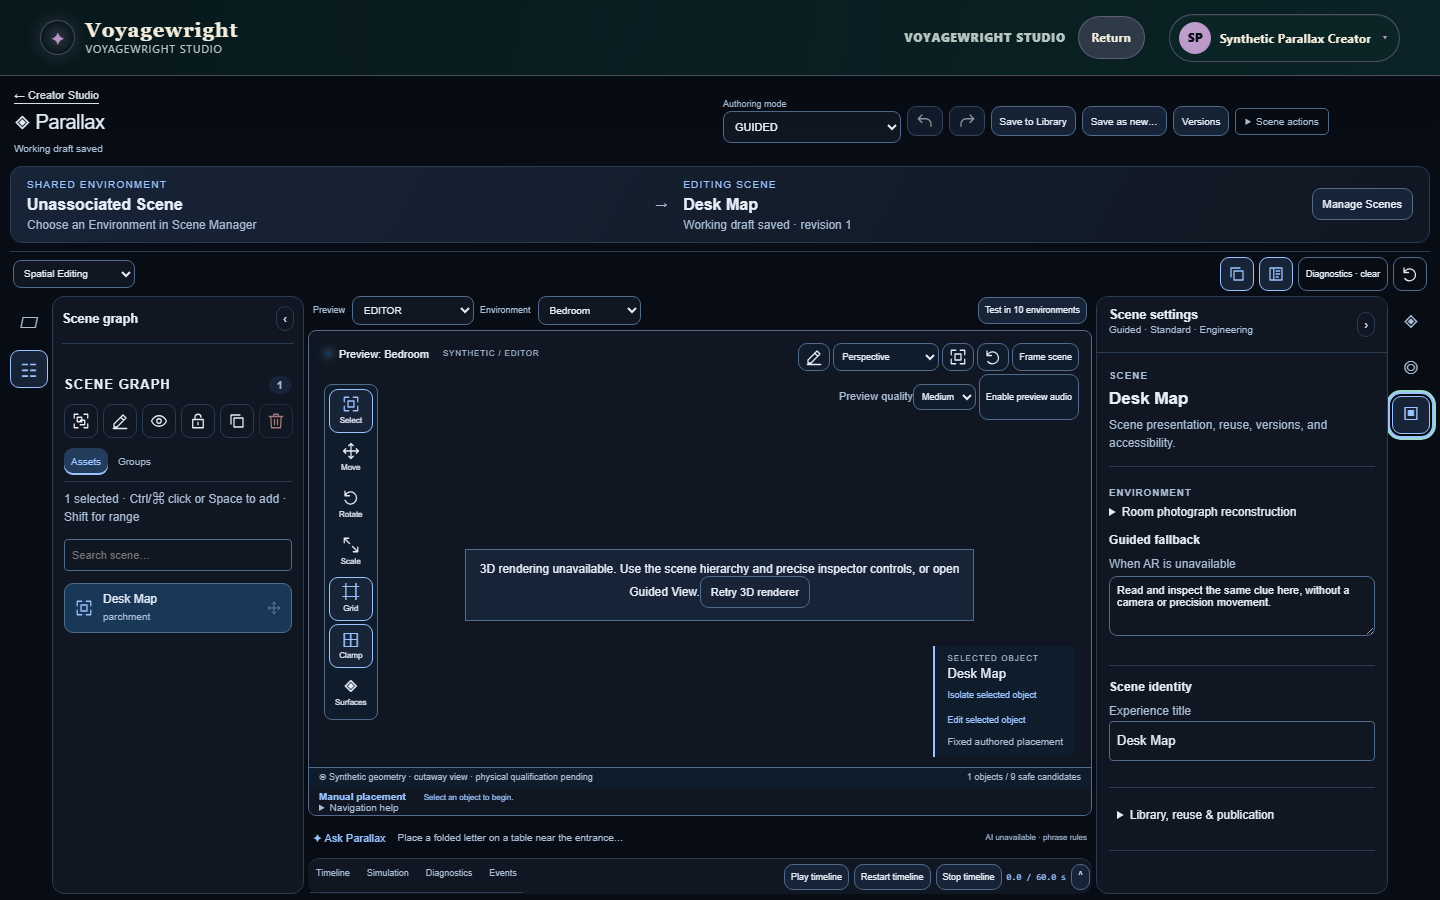 Voyagewright
VOYAGEWRIGHT STUDIO
VOYAGEWRIGHT STUDIO
Return
SP
Synthetic Parallax Creator
← Creator Studio
Parallax
Working draft saved
Authoring mode
GUIDED
Save to Library
Save as new…
Versions
Scene actions
SHARED ENVIRONMENT
Unassociated Scene
Choose an Environment in Scene Manager
→
EDITING SCENE
Desk Map
Working draft saved · revision 1
Manage Scenes
Spatial Editing
Diagnostics · clear
Scene graph
SCENE GRAPH
1
Assets
Groups
1 selected · Ctrl/⌘ click or Space to add ·
Shift for range
Search scene…
Desk Map
parchment
Preview
EDITOR
Environment
Bedroom
Test in 10 environments
Preview: Bedroom
SYNTHETIC / EDITOR
Perspective
Frame scene
Preview quality
Medium
Enable preview audio
Select
Move
Rotate
Scale
Grid
Clamp
Surfaces
3D rendering unavailable. Use the scene hierarchy and precise inspector controls, or open
Guided View.
Retry 3D renderer
SELECTED OBJECT
Desk Map
Isolate selected object
Edit selected object
Fixed authored placement
Synthetic geometry · cutaway view · physical qualification pending
1 objects / 9 safe candidates
Manual placement
Select an object to begin.
Navigation help
Ask Parallax
Place a folded letter on a table near the entrance…
AI unavailable · phrase rules
Timeline
Simulation
Diagnostics
Events
Play timeline
Restart timeline
Stop timeline
0.0 / 60.0 s
Scene settings
Guided · Standard · Engineering
SCENE
Desk Map
Scene presentation, reuse, versions, and
accessibility.
ENVIRONMENT
Room photograph reconstruction
Guided fallback
When AR is unavailable
Read and inspect the same clue here, without a
camera or precision movement.
Scene identity
Experience title
Desk Map
Library, reuse & publication